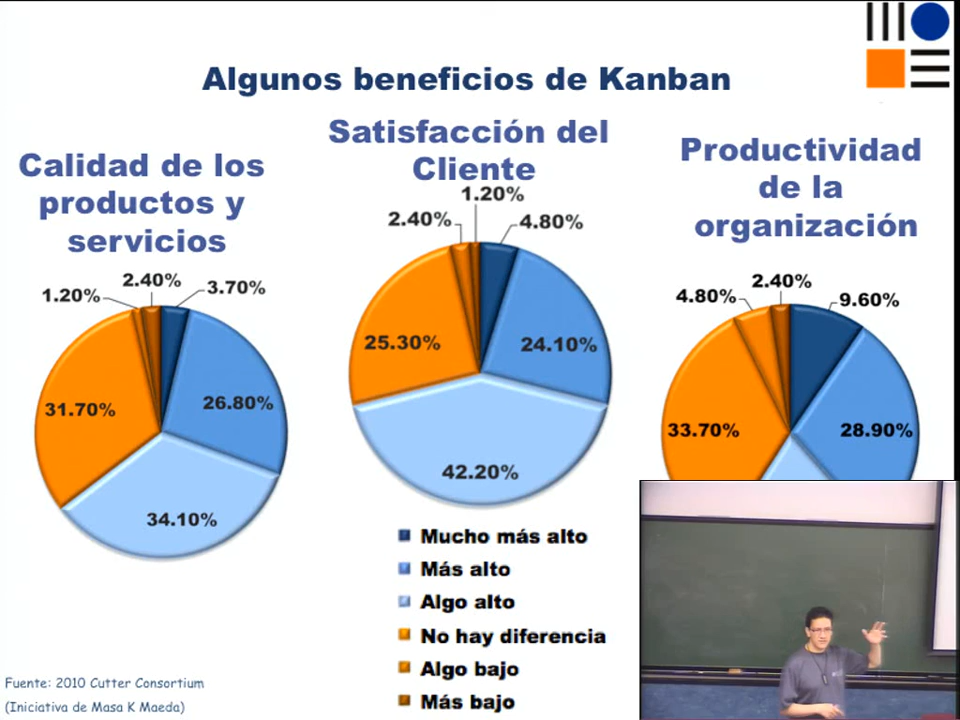 Algunos beneficios de Kanban
Calidad de los
productos y
servicios
1.20%
2.40%
3.70%
31.70%
26.80%
34.10%
Satisfacción del
Cliente
1.20%
2.40%
4.80%
25.30%
24.10%
42.20%
Productividad
de la
organización
2.40%
4.80%
9.60%
33.70%
28.90%
Mucho más alto
Más alto
Algo alto
No hay diferencia
Algo bajo
Más bajo
Fuente: 2010 Cutter Consortium
(Iniciativa de Masa K Maeda)